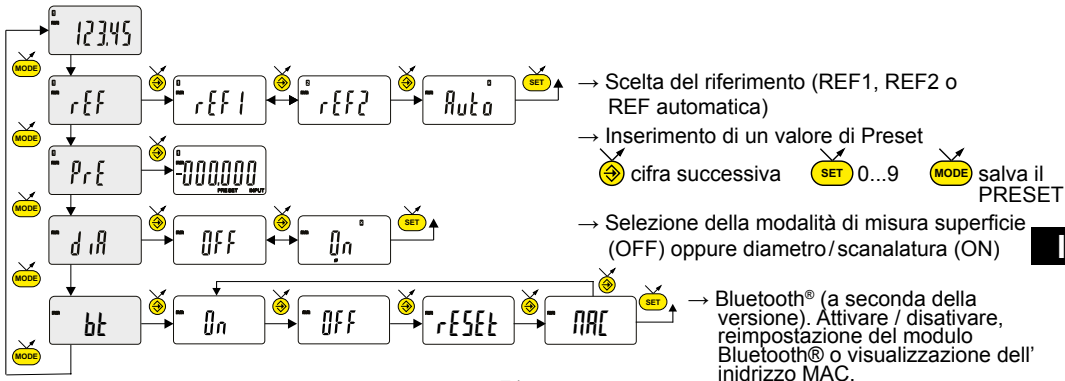 123.45
MODE
rEF
rEF1
rEF2
Auto
SET
→ Scelta del riferimento (REF1, REF2 o
REF automatica)
MODE
PrE
-000.000
PRESET INPUT
→ Inserimento di un valore di Preset
cifra successiva SET 0...9 MODE salva il
PRESET
MODE
diA
OFF
On
SET
→ Selezione della modalità di misura superficie
(OFF) oppure diametro/scanalatura (ON)
I
MODE
bt
On
OFF
rESEt
MAC
SET
→ Bluetooth® (a seconda della
versione). Attivare / disativare,
reimpostazione del modulo
Bluetooth® o visualizzazione dell'
inidrizzo MAC.
MODE